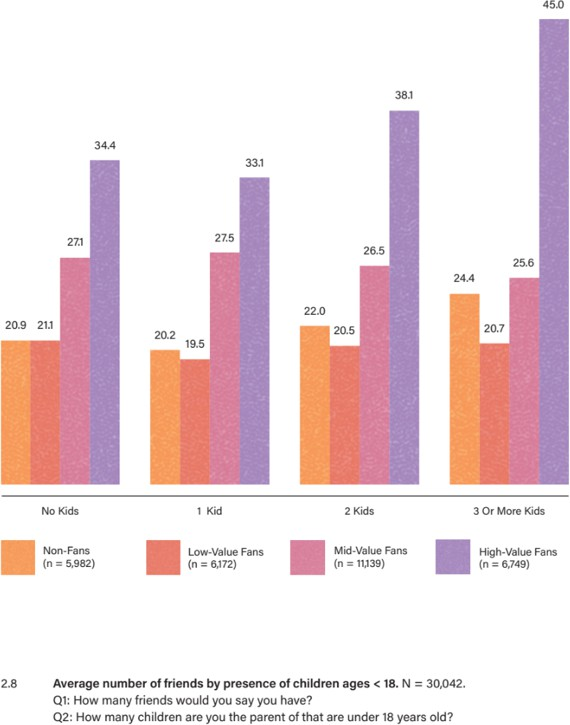 45.0
38.1
34.4
33.1
27.1
27.5
26.5
25.6
24.4
22.0
20.9
21.1
20.2
19.5
20.5
20.7
No Kids
1 Kid
2 Kids
3 Or More Kids
Non-Fans
(n = 5,982)
Low-Value Fans
(n = 6,172)
Mid-Value Fans
(n = 11,139)
High-Value Fans
(n = 6,749)
2.8 Average number of friends by presence of children ages < 18. N = 30,042.
Q1: How many friends would you say you have?
Q2: How many children are you the parent of that are under 18 years old?